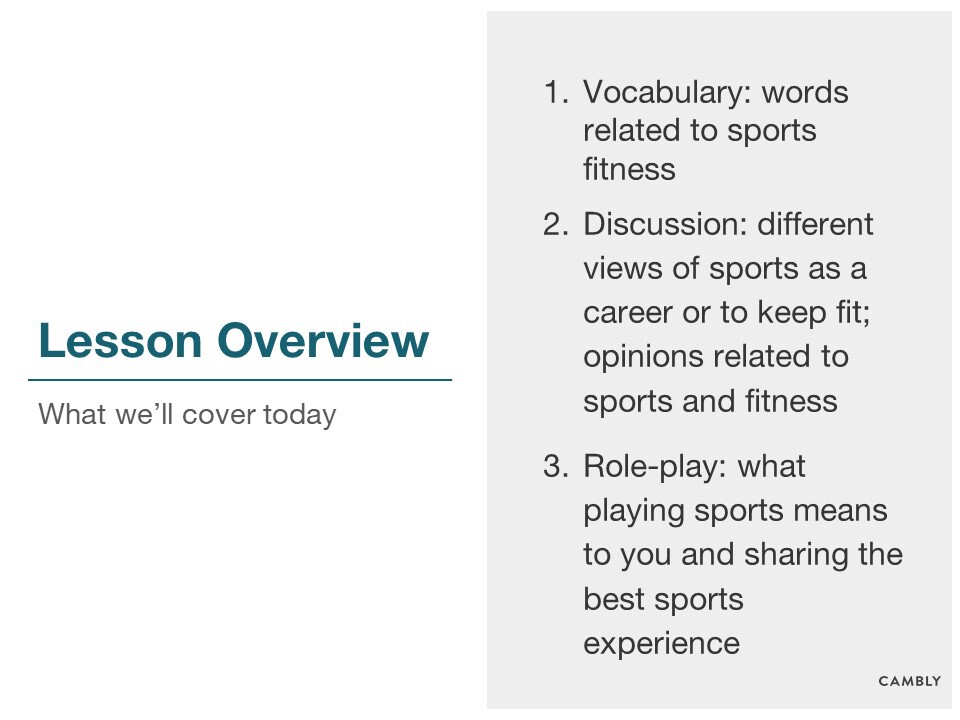 Lesson Overview
What we'll cover today
1. Vocabulary: words
related to sports
fitness
2. Discussion: different
views of sports as a
career or to keep fit;
opinions related to
sports and fitness
3. Role-play: what
playing sports means
to you and sharing the
best sports
experience
CAMBLY